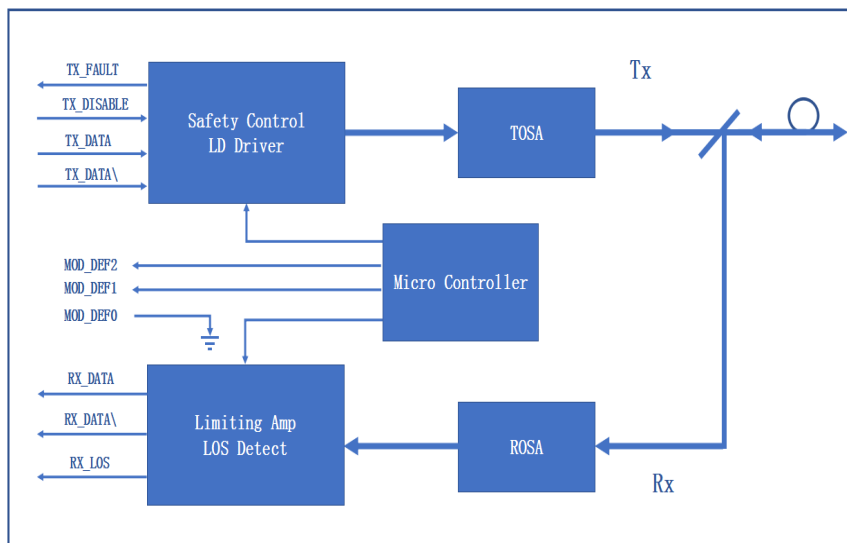 TX_FAULT
TX_DISABLE
TX_DATA
TX_DATA\
Safety Control
LD Driver
TOSA
Tx
MOD_DEF2
MOD_DEF1
MOD_DEF0
Micro Controller
RX_DATA
RX_DATA\
RX_LOS
Limiting Amp
LOS Detect
ROSA
Rx